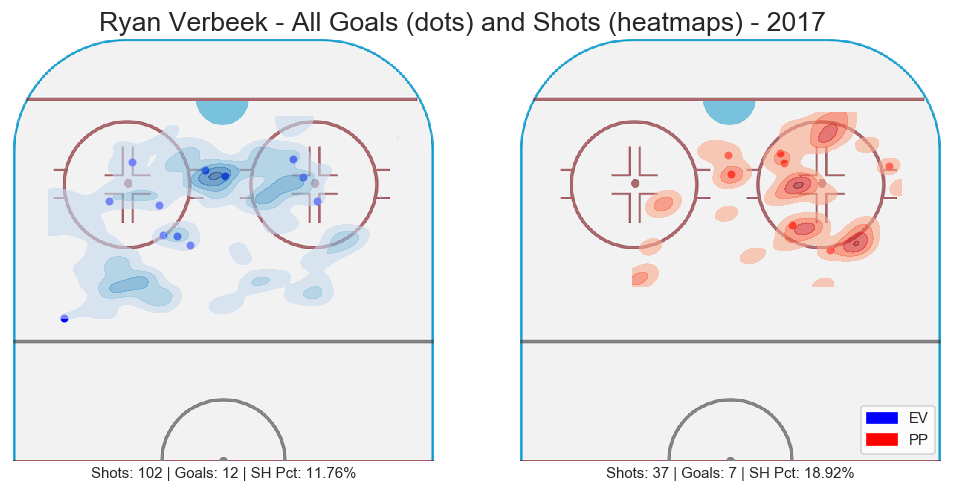 Ryan Verbeek - All Goals (dots) and Shots (heatmaps) - 2017
EV
PP
Shots: 102 | Goals: 12 | SH Pct: 11.76%
Shots: 37 | Goals: 7 | SH Pct: 18.92%